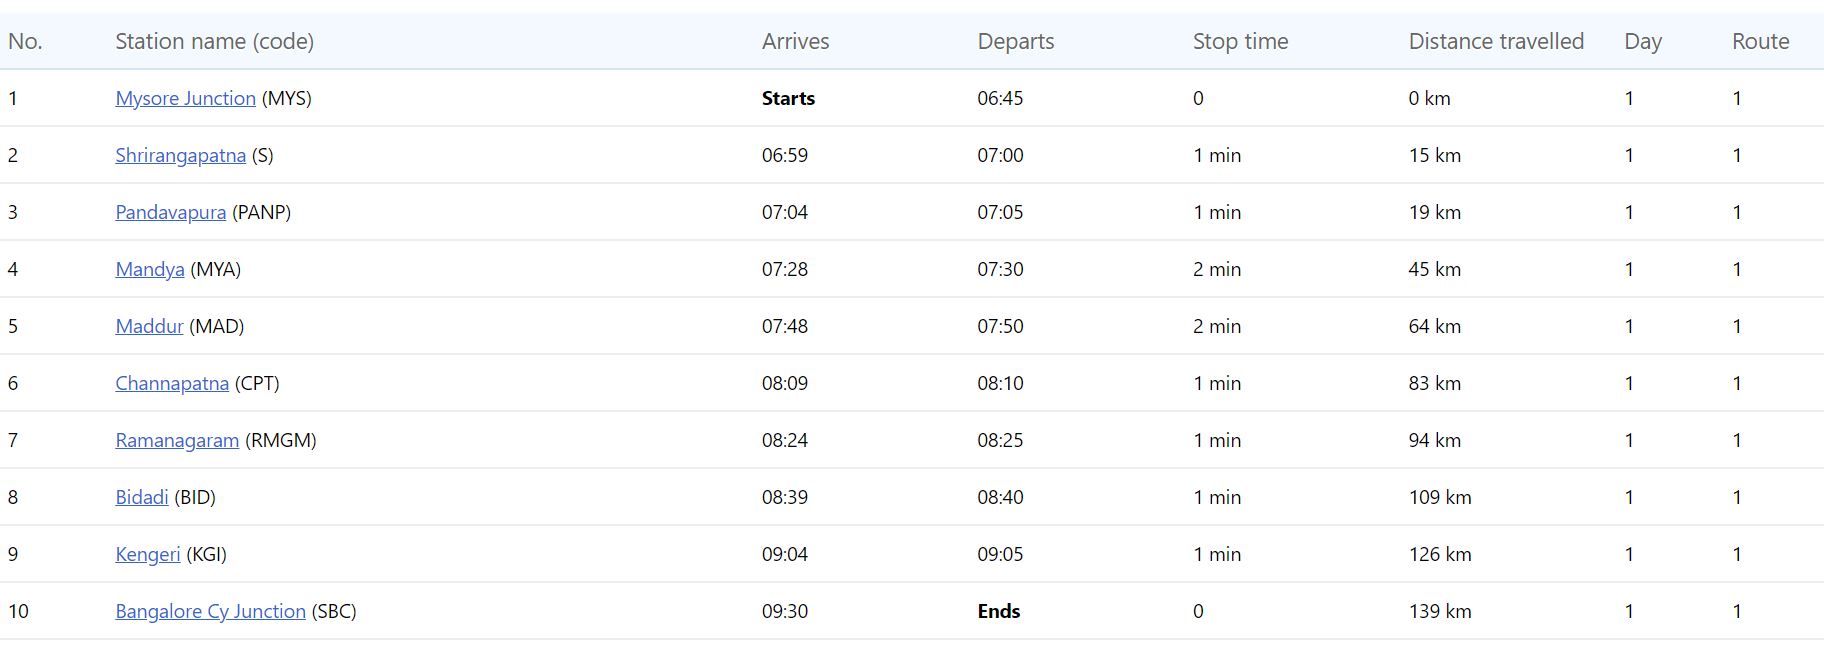 No. Station name (code) Arrives Departs Stop time Distance travelled Day Route
1 Mysore Junction (MYS) Starts 06:45 0 0 km 1 1
2 Shrirangapatna (S) 06:59 07:00 1 min 15 km 1 1
3 Pandavapura (PANP) 07:04 07:05 1 min 19 km 1 1
4 Mandya (MYA) 07:28 07:30 2 min 45 km 1 1
5 Maddur (MAD) 07:48 07:50 2 min 64 km 1 1
6 Channapatna (CPT) 08:09 08:10 1 min 83 km 1 1
7 Ramanagaram (RMGM) 08:24 08:25 1 min 94 km 1 1
8 Bidadi (BID) 08:39 08:40 1 min 109 km 1 1
9 Kengeri (KGI) 09:04 09:05 1 min 126 km 1 1
10 Bangalore Cy Junction (SBC) 09:30 Ends 0 139 km 1 1